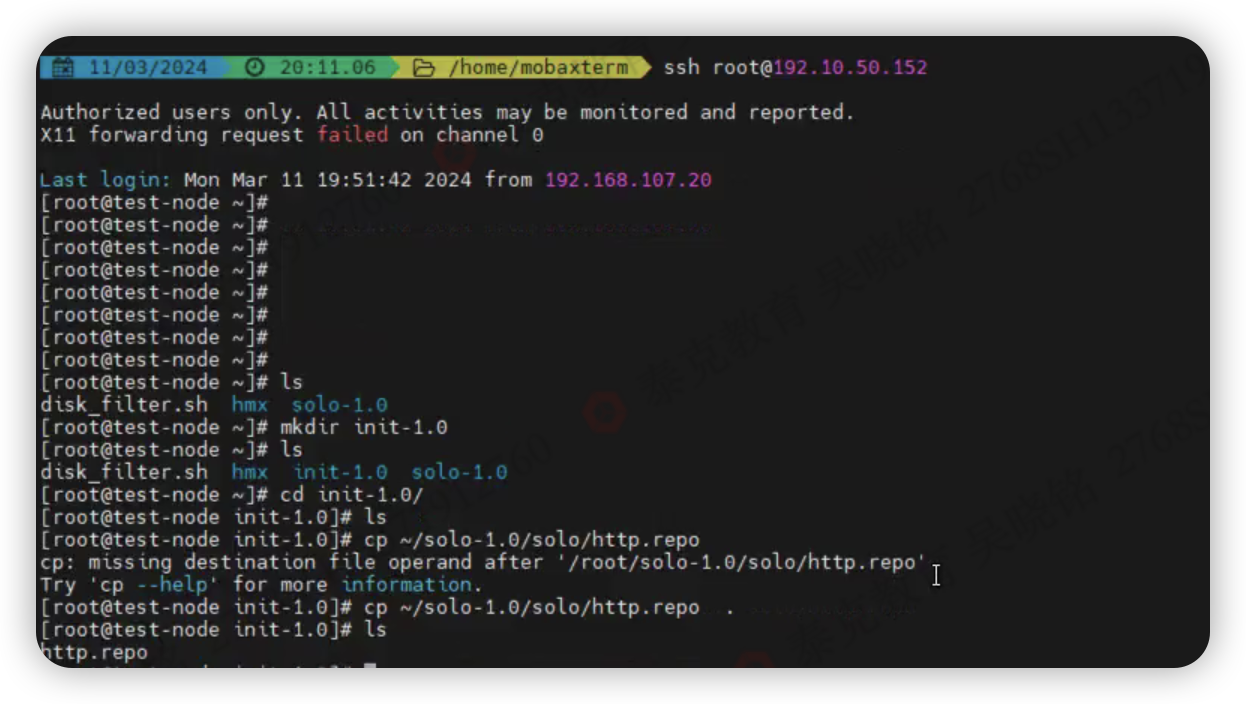 11/03/2024 20:11.06 /home/mobaxterm ssh root@192.10.50.152
Authorized users only. All activities may be monitored and reported.
X11 forwarding request failed on channel 0
Last login: Mon Mar 11 19:51:42 2024 from 192.168.107.20
[root@test-node ~]#
[root@test-node ~]#
[root@test-node ~]#
[root@test-node ~]#
[root@test-node ~]#
[root@test-node ~]#
[root@test-node ~]#
[root@test-node ~]#
[root@test-node ~]# ls
disk_filter.sh hmx solo-1.0
[root@test-node ~]# mkdir init-1.0
[root@test-node ~]# ls
disk_filter.sh hmx init-1.0 solo-1.0
[root@test-node ~]# cd init-1.0/
[root@test-node init-1.0]# ls
[root@test-node init-1.0]# cp ~/solo-1.0/solo/http.repo
cp: missing destination file operand after '/root/solo-1.0/solo/http.repo'
Try 'cp --help' for more information.
[root@test-node init-1.0]# cp ~/solo-1.0/solo/http.repo .
[root@test-node init-1.0]# ls
http.repo